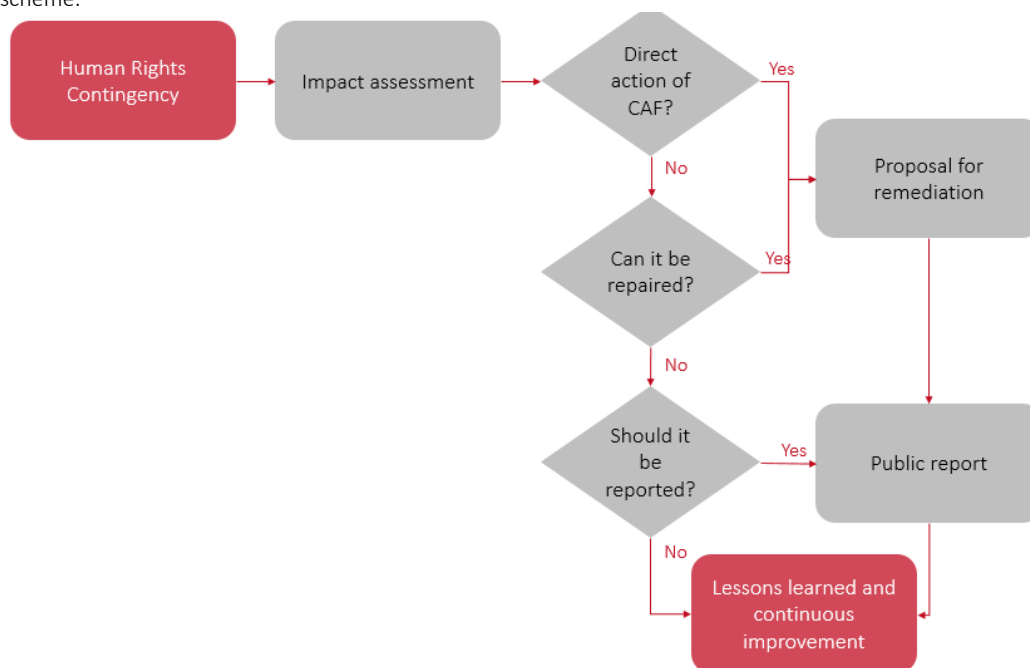 scheme.
Human Rights
Contingency
Impact assessment
Direct
action of
CAF?
Yes
No
Proposal for
remediation
Can it be
repaired?
Yes
No
Should it
be
reported?
Yes
Public report
No
Lessons learned and
continuous
improvement